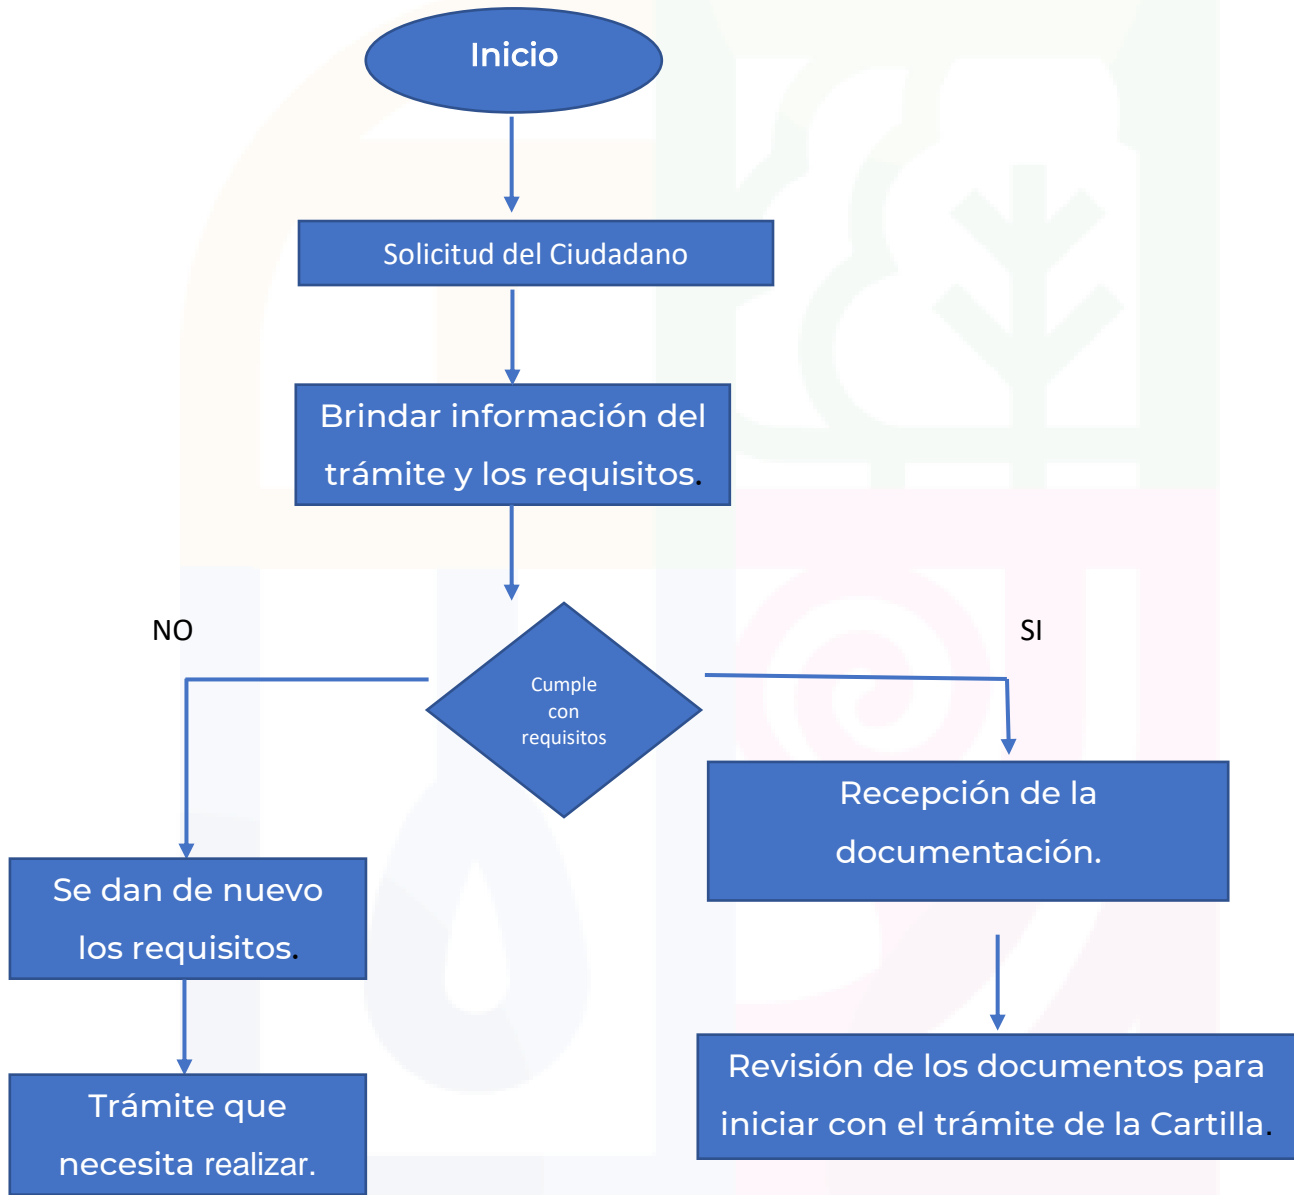 Inicio
Solicitud del Ciudadano
Brindar información del
trámite y los requisitos.
NO
SI
Cumple
con
requisitos
Recepción de la
documentación.
Se dan de nuevo
los requisitos.
Revisión de los documentos para
iniciar con el trámite de la Cartilla.
Trámite que
necesita realizar.